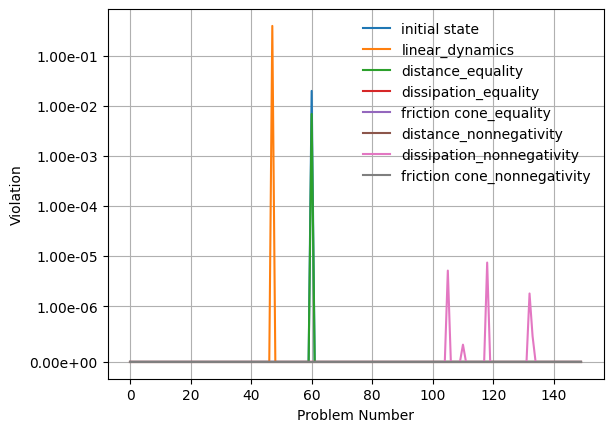 initial state
linear_dynamics
distance_equality
dissipation_equality
friction cone_equality
distance_nonnegativity
dissipation_nonnegativity
friction cone_nonnegativity
1.00e-01
1.00e-02
1.00e-03
1.00e-04
1.00e-05
1.00e-06
0.00e+00
Violation
0 20 40 60 80 100 120 140
Problem Number